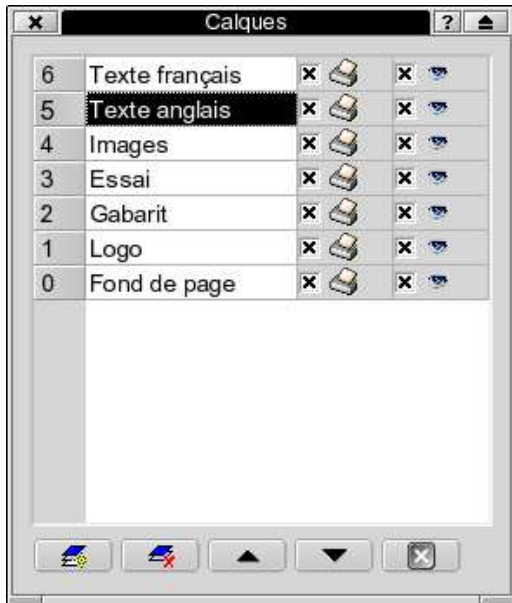 Calques ?
6 Texte français
5 Texte anglais
4 Images
3 Essai
2 Gabarit
1 Logo
0 Fond de page